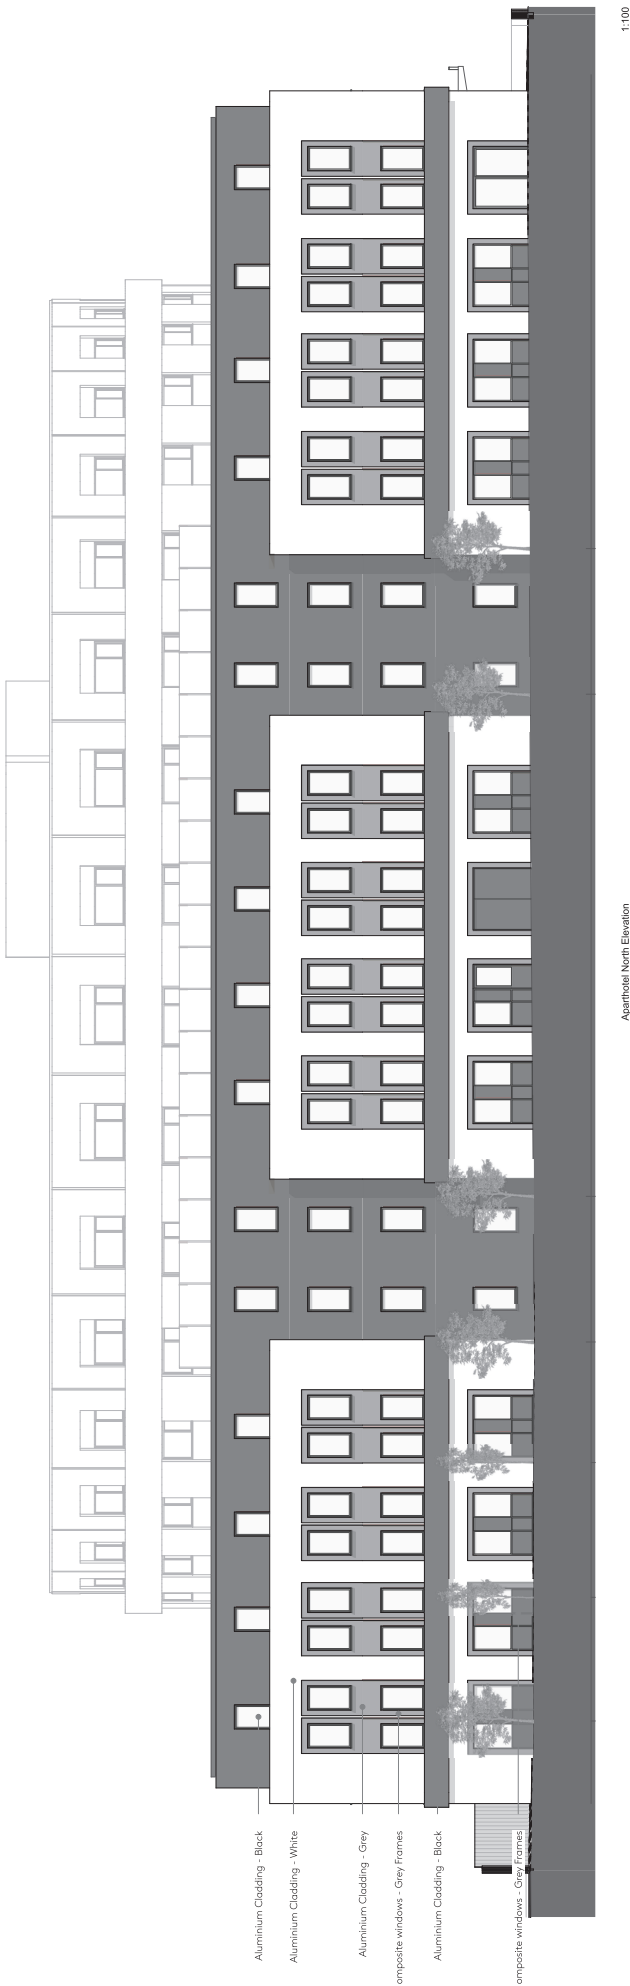 Aluminium Cladding - Black
Aluminium Cladding - White
Aluminium Cladding - Grey
omposite windows - Grey Frames
Aluminium Cladding - Black
omposite windows - Grey Frames
Aparthotel North Elevation
1:100